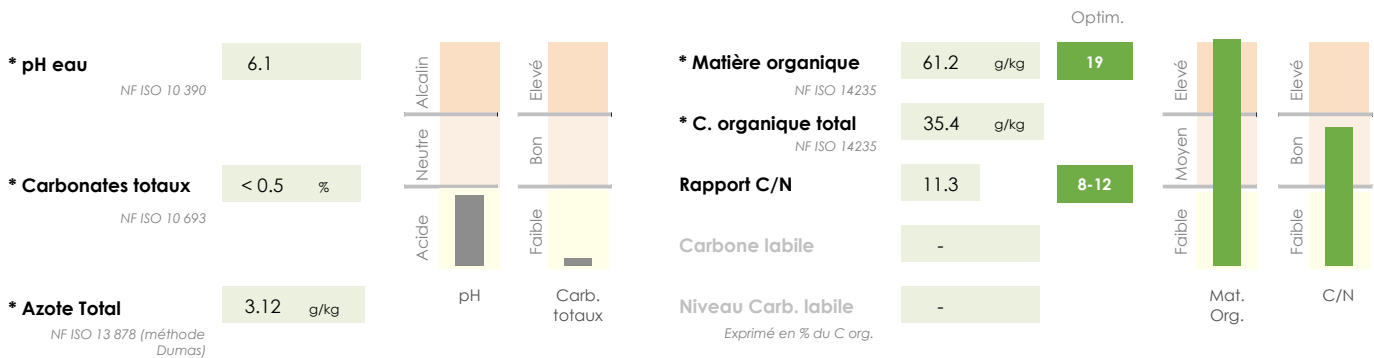 * pH eau
6.1
NF ISO 10 390
* Carbonates totaux
< 0.5 %
NF ISO 10 693
* Azote Total
3.12 g/kg
NF ISO 13 878 (méthode
Dumas)
Alcalin
Neutre
Acide
pH
Elevé
Bon
Faible
Carb.
totaux
Optim.
* Matière organique
61.2 g/kg
19
NF ISO 14235
* C. organique total
35.4 g/kg
NF ISO 14235
Rapport C/N
11.3
8-12
Carbone labile
-
Niveau Carb. labile
-
Exprimé en % du C org.
Elevé
Moyen
Faible
Mat.
Org.
Elevé
Bon
Faible
C/N